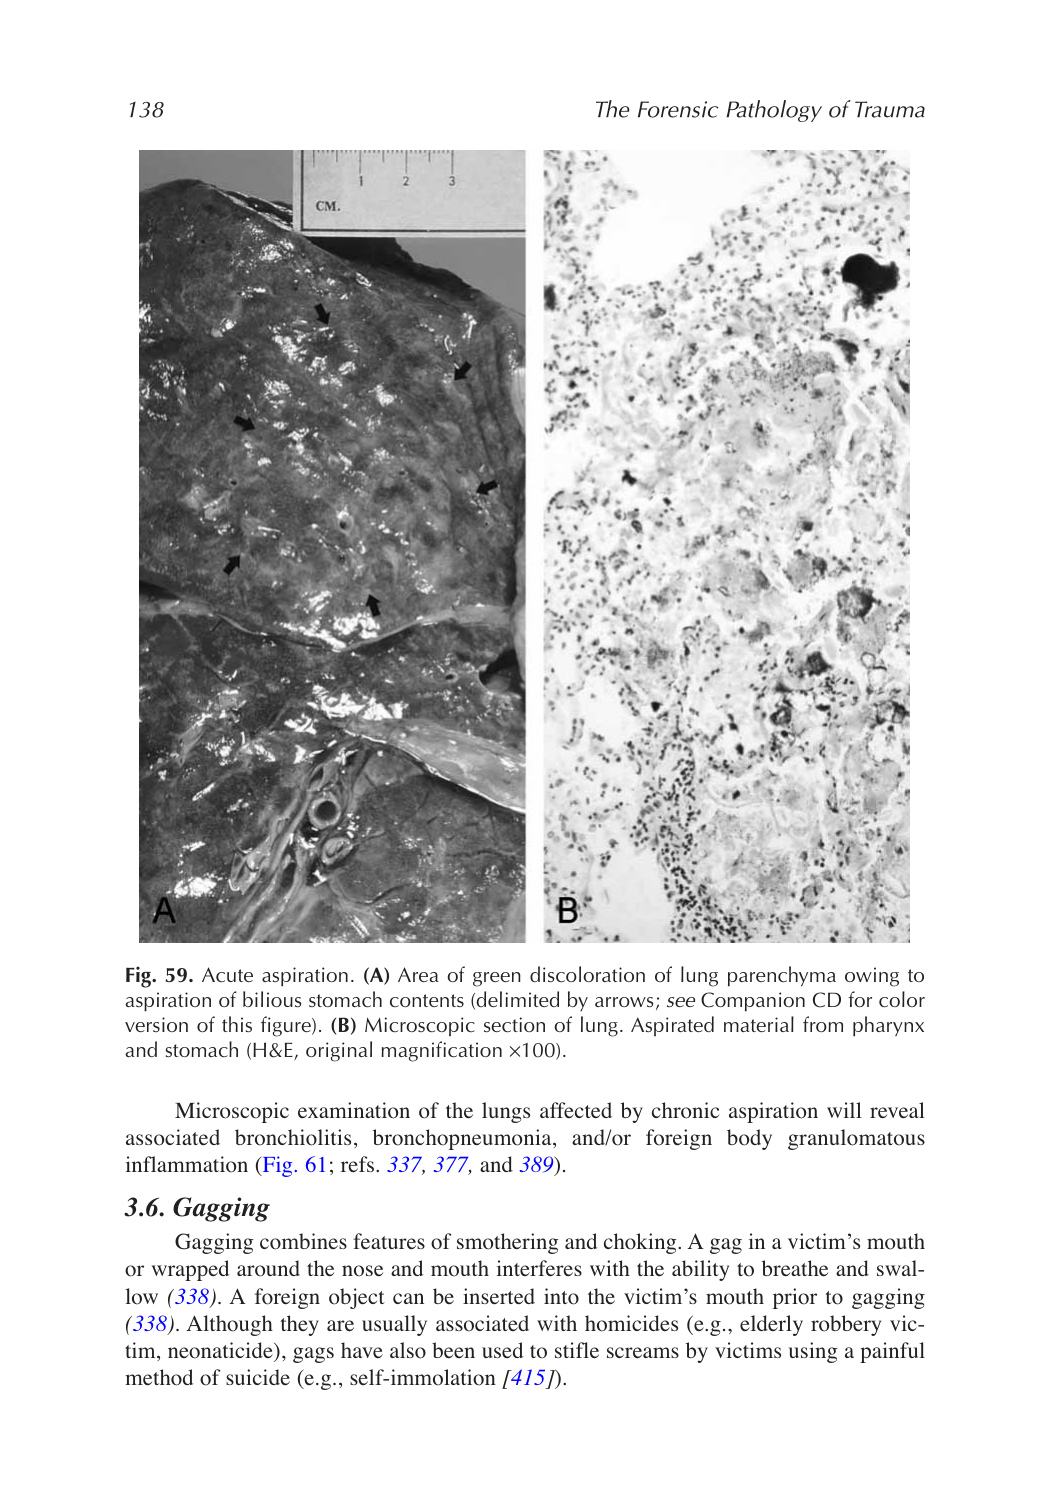 138
The Forensic Pathology of Trauma
1 2 3
CM.
A
B
Fig. 59. Acute aspiration. (A) Area of green discoloration of lung parenchyma owing to
aspiration of bilious stomach contents (delimited by arrows; see Companion CD for color
version of this figure). (B) Microscopic section of lung. Aspirated material from pharynx
and stomach (H&E, original magnification ×100).
Microscopic examination of the lungs affected by chronic aspiration will reveal
associated bronchiolitis, bronchopneumonia, and/or foreign body granulomatous
inflammation (Fig. 61; refs. 337, 377, and 389).
3.6. Gagging
Gagging combines features of smothering and choking. A gag in a victim’s mouth
or wrapped around the nose and mouth interferes with the ability to breathe and swal-
low (338). A foreign object can be inserted into the victim’s mouth prior to gagging
(338). Although they are usually associated with homicides (e.g., elderly robbery vic-
tim, neonaticide), gags have also been used to stifle screams by victims using a painful
method of suicide (e.g., self-immolation [415]).